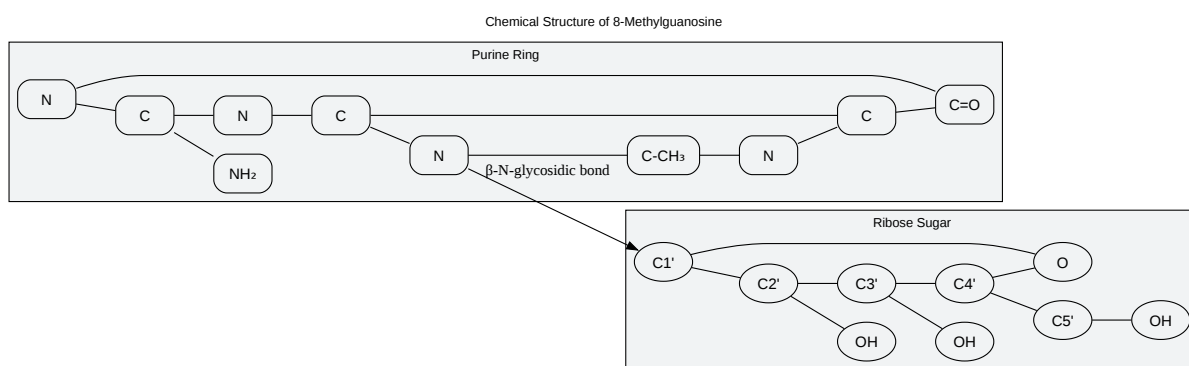 Chemical Structure of 8-Methylguanosine
Purine Ring
N
C
N
C
C
C=O
NH₂
N
C-CH₃
N
β-N-glycosidic bond
Ribose Sugar
C1'
O
C2'
C3'
C4'
C5'
OH
OH
OH